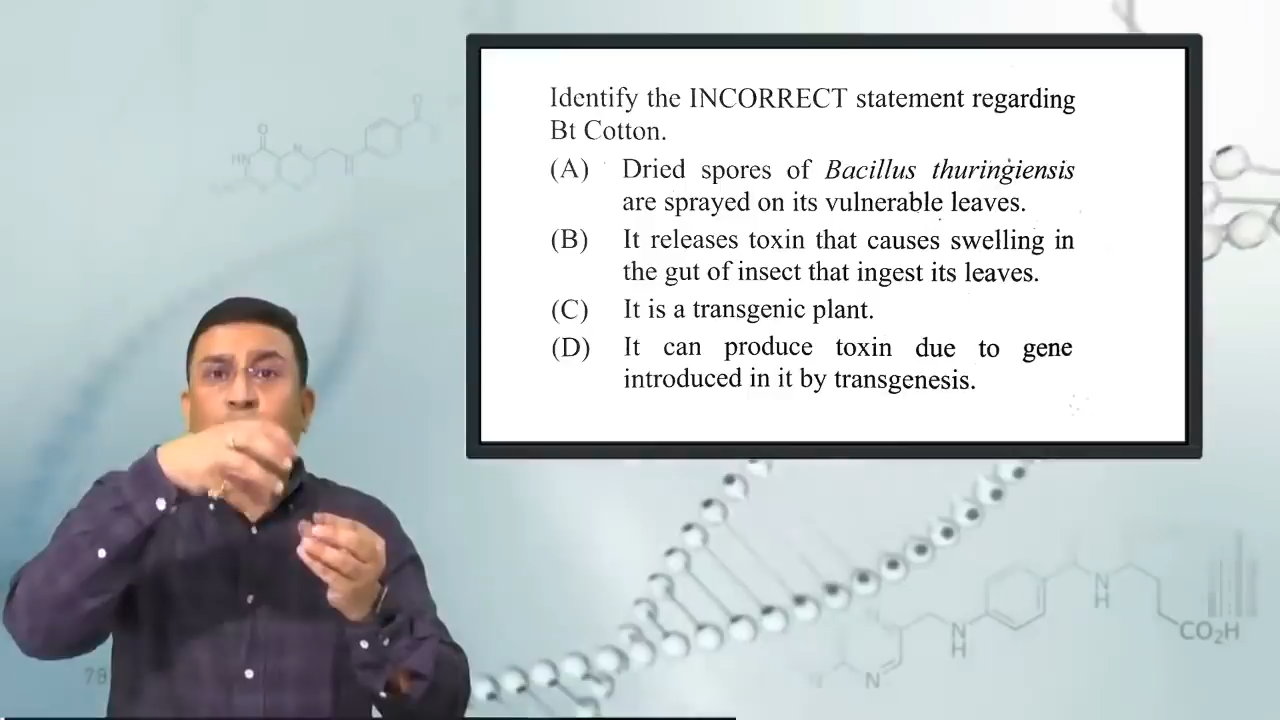 Identify the INCORRECT statement regarding
Bt Cotton.
(A) Dried spores of Bacillus thuringiensis
are sprayed on its vulnerable leaves.
(B) It releases toxin that causes swelling in
the gut of insect that ingest its leaves.
(C) It is a transgenic plant.
(D) It can produce toxin due to gene
introduced in it by transgenesis.
O
HN
N
H
N
H
N
H
CO₂H
N
78